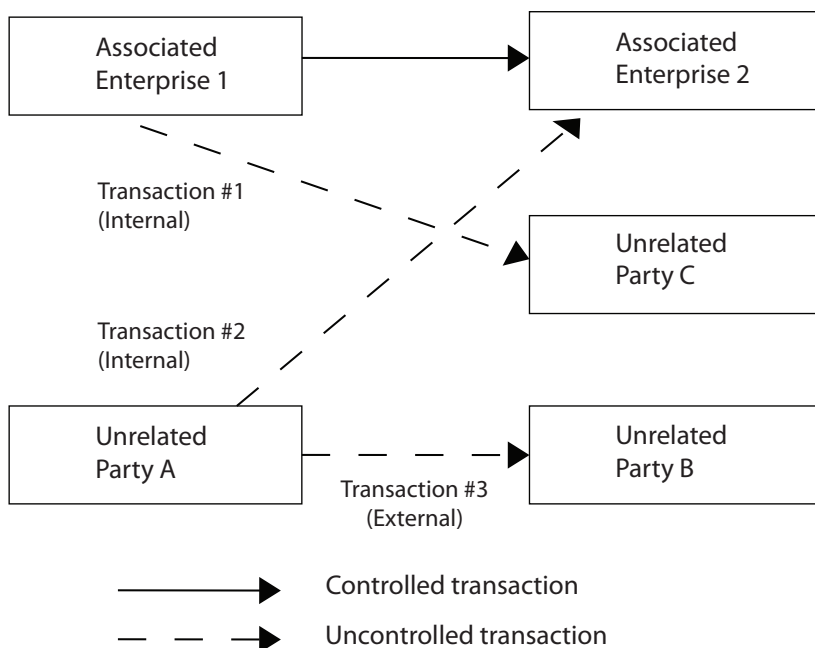 Associated
Enterprise 1
Associated
Enterprise 2
Transaction #1
(Internal)
Unrelated
Party C
Transaction #2
(Internal)
Unrelated
Party A
Unrelated
Party B
Transaction #3
(External)
Controlled transaction
Uncontrolled transaction